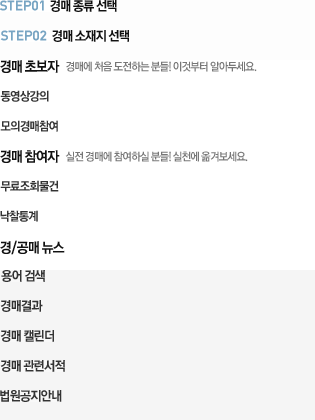 STEP01 경매 종류 선택
STEP02 경매 소재지 선택
경매 초보자 경매에 처음 도전하는 분들! 이것부터 알아두세요.
동영상강의
모의경매참여
경매 참여자 실전 경매에 참여하실 분들! 실천에 옮겨보세요.
무료조회물건
낙찰통계
경/공매 뉴스
용어 검색
경매결과
경매 캘린더
경매 관련서적
법원공지안내